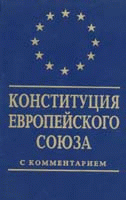 КОНСТИТУЦИЯ
ЕВРОПЕЙСКОГО
СОЮЗА
С КОММЕНТАРИЕМ